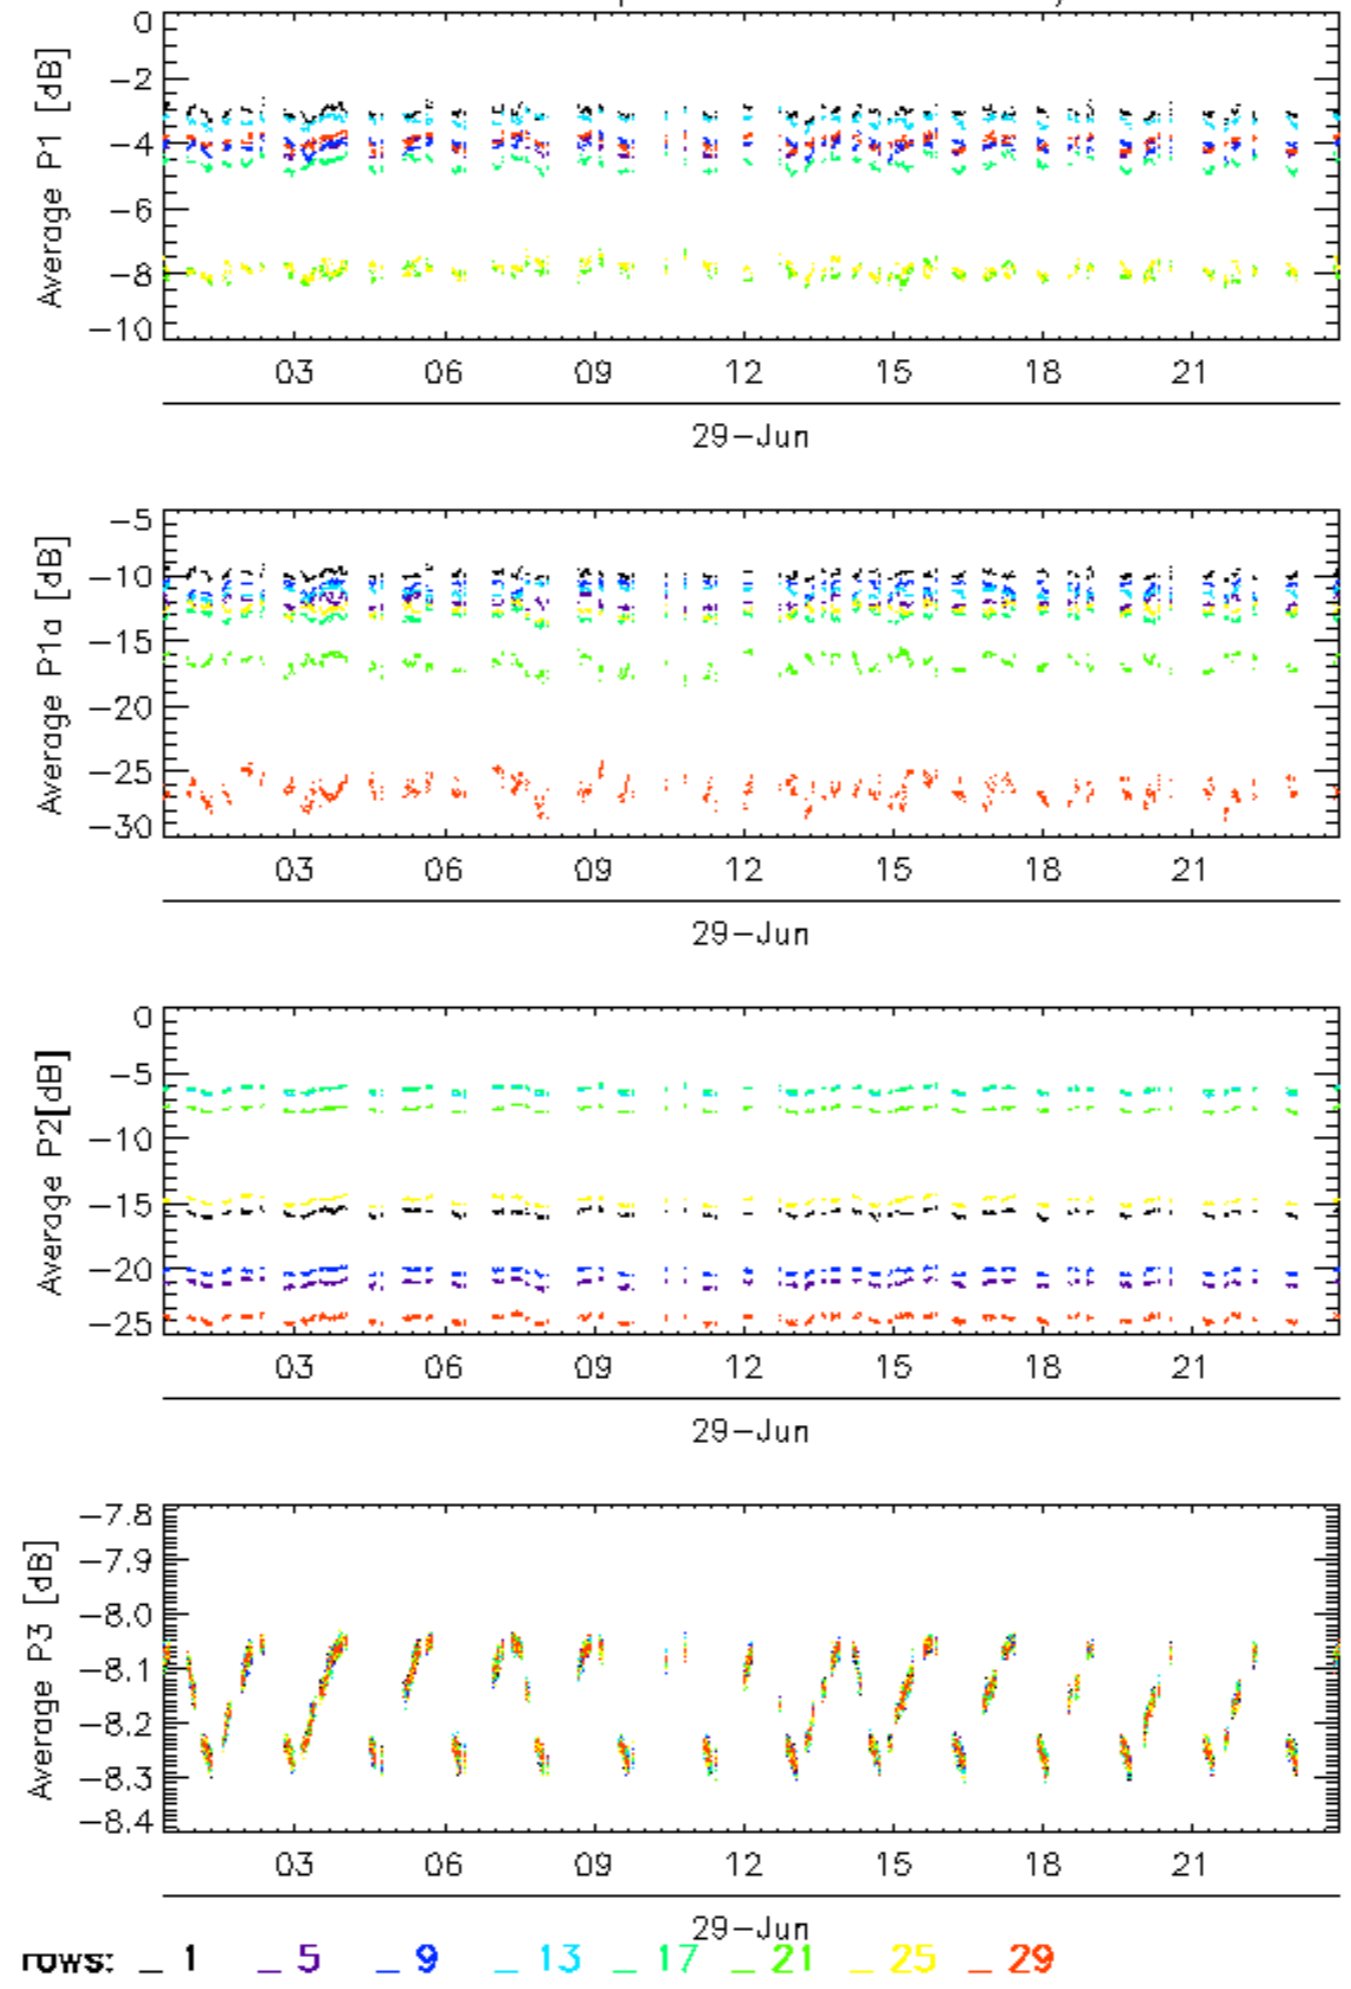 0
−2
−4
−6
−8
−10
Average P1 [dB]
03 06 09 12 15 18 21
29−Jun
−5
−10
−15
−20
−25
−30
Average P1a [dB]
03 06 09 12 15 18 21
29−Jun
0
−5
−10
−15
−20
−25
Average P2[dB]
03 06 09 12 15 18 21
29−Jun
−7.8
−7.9
−8.0
−8.1
−8.2
−8.3
−8.4
Average P3 [dB]
03 06 09 12 15 18 21
29−Jun
rows: _ 1 _ 5 _ 9 _ 13 _ 17 _ 21 _ 25 _ 29